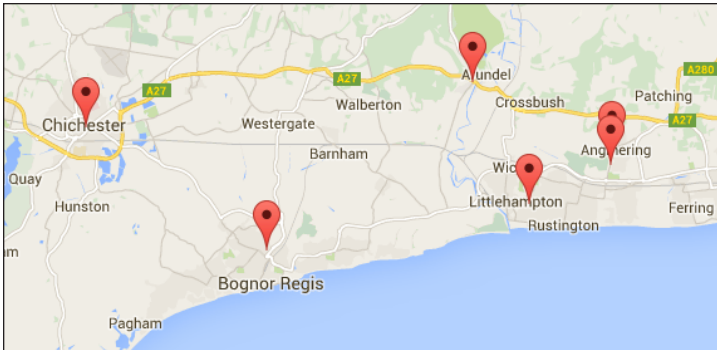 A280
Arundel
A27
A27
Patching
Crossbush
Walberton
A27
Westergate
Chichester
Angmering
Barnham
Wick
Quay
Littlehampton
Hunston
Ferring
Rustington
Bognor Regis
Pagham